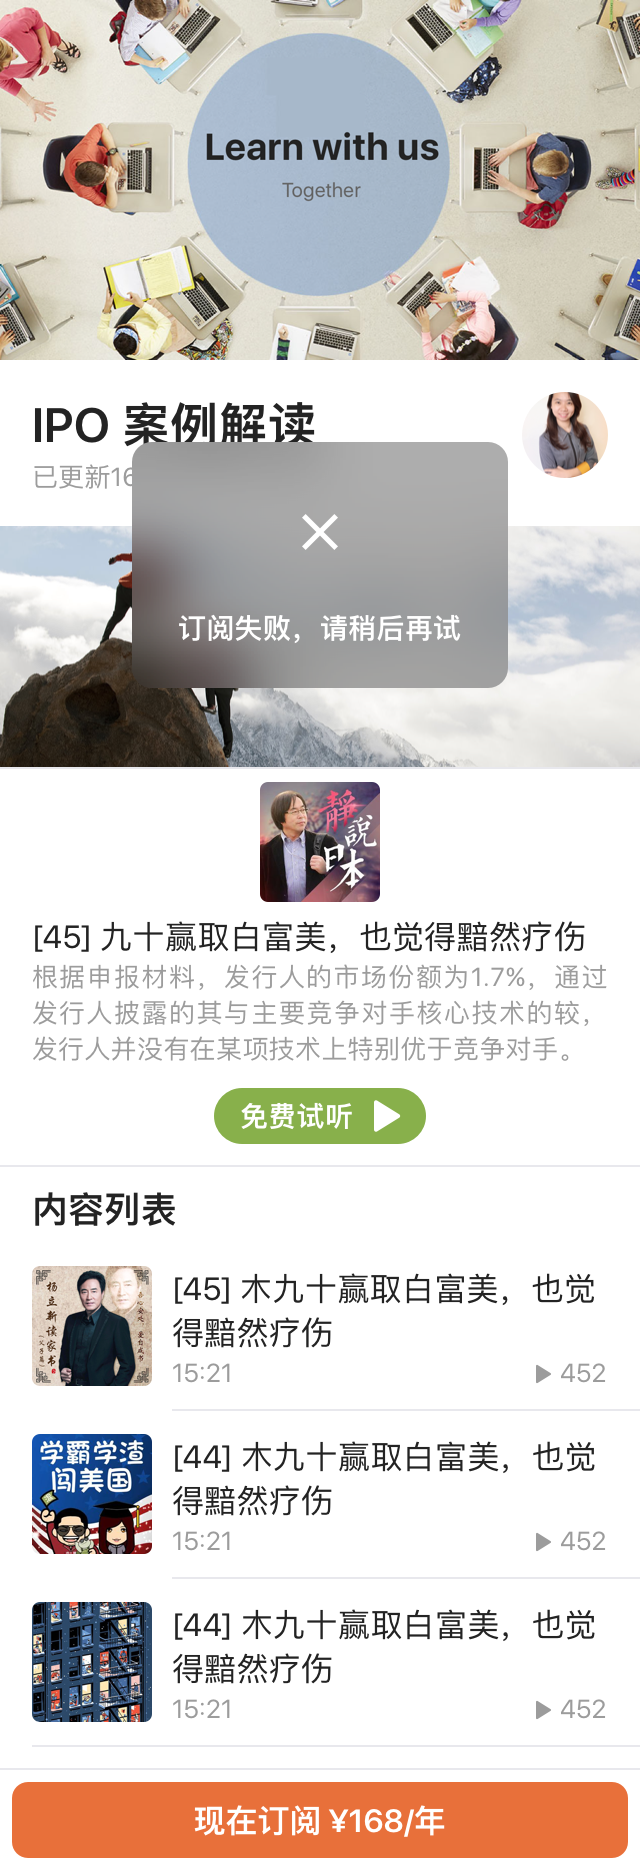 Learn with us
Together
IPO 案例解读
已更新16
订阅失败，请稍后再试
静
說
日
本
[45] 九十赢取白富美，也觉得黯然疗伤
根据申报材料，发行人的市场份额为1.7%，通过
发行人披露的其与主要竞争对手核心技术的较，
发行人并没有在某项技术上特别优于竞争对手。
免费试听
内容列表
杨立新读家书
[45] 木九十赢取白富美，也觉
得黯然疗伤
15:21
452
学霸学渣
闯美国
[44] 木九十赢取白富美，也觉
得黯然疗伤
15:21
452
[44] 木九十赢取白富美，也觉
得黯然疗伤
15:21
452
现在订阅 ¥168/年